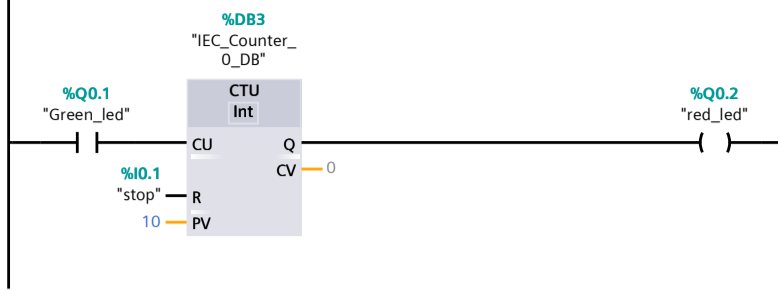 %DB3
"IEC_Counter_
0_DB"
CTU
Int
%Q0.1
"Green_led"
%Q0.2
"red_led"
CU
Q
CV
0
%I0.1
"stop"
R
10
PV